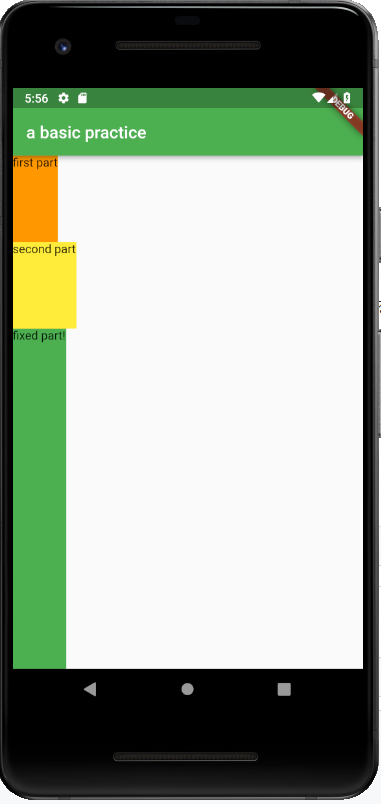 5:56
DEBUG
a basic practice
first part
second part
fixed part!